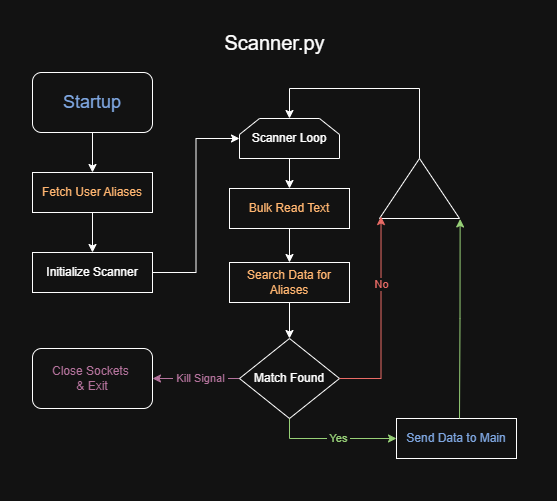 Scanner.py
Startup
Fetch User Aliases
Initialize Scanner
Scanner Loop
Bulk Read Text
Search Data for
Aliases
No
Match Found
Kill Signal
Close Sockets
& Exit
Yes
Send Data to Main